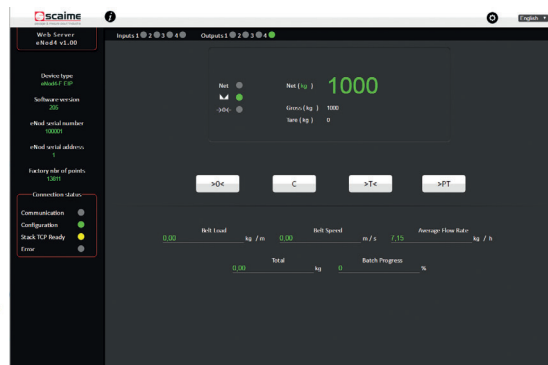 scaime
i
English
Web Server
eNod4 v1.00
Inputs 1 2 3 4
Outputs 1 2 3 4
Device type
eNod4-F EIP
Software version
205
eNod serial number
100001
eNod serial address
1
Factory nbr of points
13811
Connection status
Communication
Configuration
Stack TCP Ready
Error
Net
>0<
Net ( kg ) 1000
Gross ( kg ) 1000
Tare ( kg ) 0
>0< C >T< >PT
Belt Load Belt Speed Average Flow Rate
0,00 kg / m 0,00 m / s 7,15 kg / h
Total Batch Progress
0,00 kg 0 %